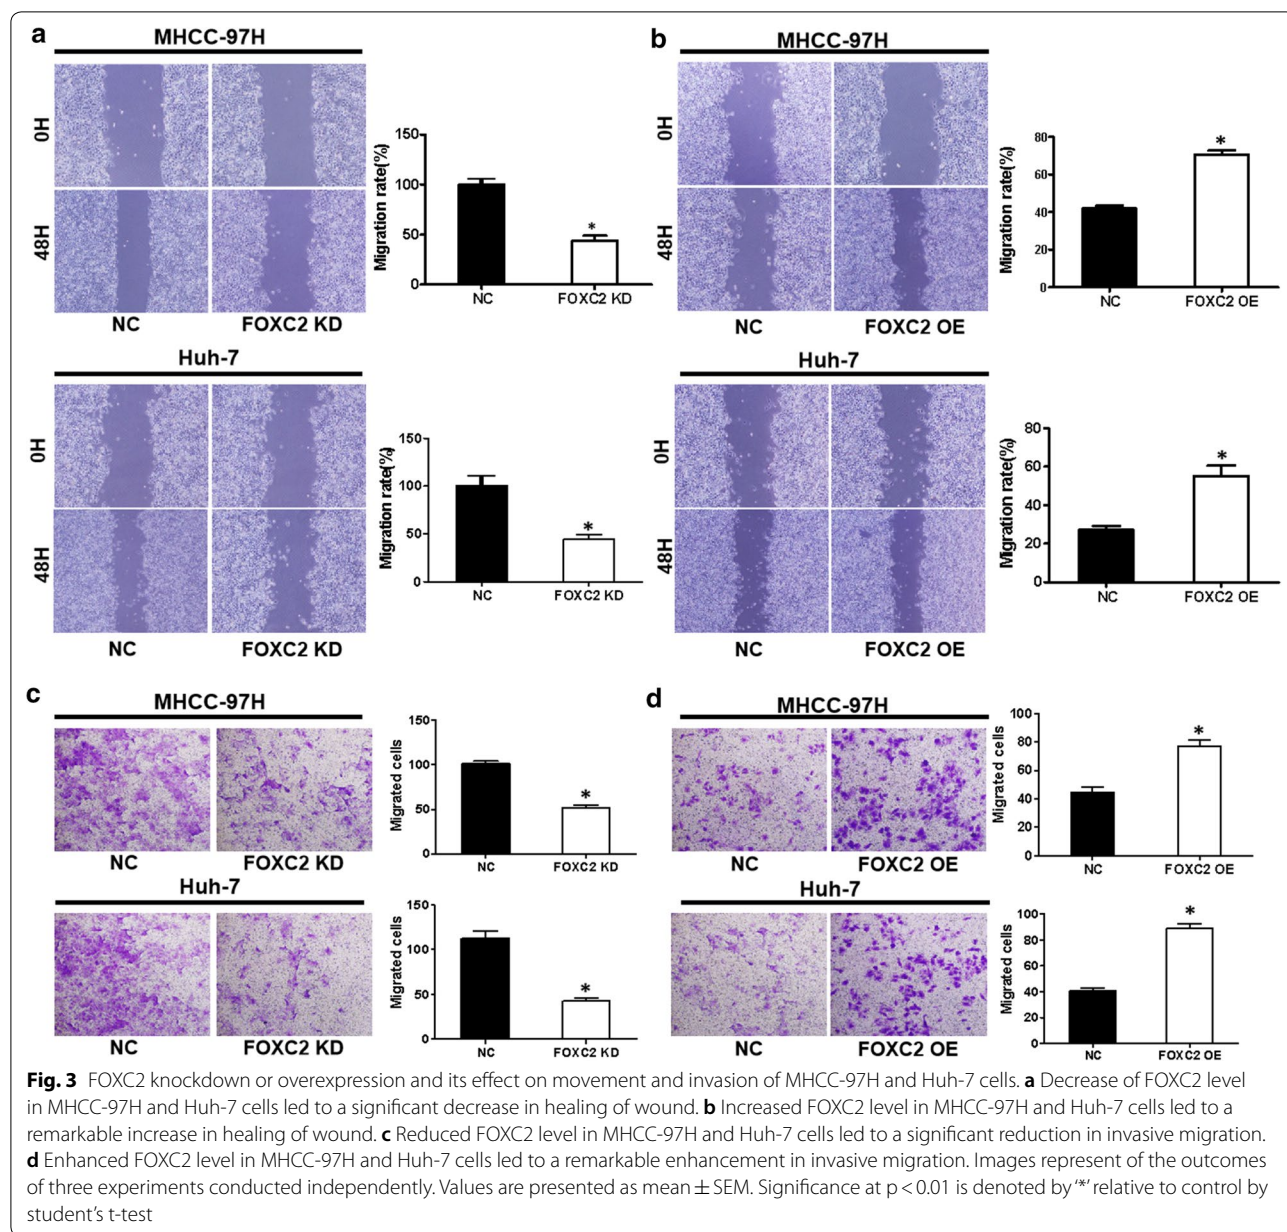 a
MHCC-97H
0H
48H
NC
FOXC2 KD
Migration rate(%)
150
100
50
0
*
NC
FOXC2 KD
Huh-7
0H
48H
NC
FOXC2 KD
Migration rate(%)
150
100
50
0
*
NC
FOXC2 KD
b
MHCC-97H
0H
48H
NC
FOXC2 OE
Migration rate(%)
80
60
40
20
0
*
NC
FOXC2 OE
Huh-7
0H
48H
NC
FOXC2 OE
Migration rate(%)
80
60
40
20
0
*
NC
FOXC2 OE
c
MHCC-97H
NC
FOXC2 KD
Migrated cells
150
100
50
0
*
NC
FOXC2 KD
Huh-7
NC
FOXC2 KD
Migrated cells
150
100
50
0
*
NC
FOXC2 KD
d
MHCC-97H
NC
FOXC2 OE
Migrated cells
100
80
60
40
20
0
*
NC
FOXC2 OE
Huh-7
NC
FOXC2 OE
Migrated cells
100
80
60
40
20
0
*
NC
FOXC2 OE
Fig. 3 FOXC2 knockdown or overexpression and its effect on movement and invasion of MHCC-97H and Huh-7 cells. a Decrease of FOXC2 level
in MHCC-97H and Huh-7 cells led to a significant decrease in healing of wound. b Increased FOXC2 level in MHCC-97H and Huh-7 cells led to a
remarkable increase in healing of wound. c Reduced FOXC2 level in MHCC-97H and Huh-7 cells led to a significant reduction in invasive migration.
d Enhanced FOXC2 level in MHCC-97H and Huh-7 cells led to a remarkable enhancement in invasive migration. Images represent of the outcomes
of three experiments conducted independently. Values are presented as mean ± SEM. Significance at p < 0.01 is denoted by '*' relative to control by
student's t-test